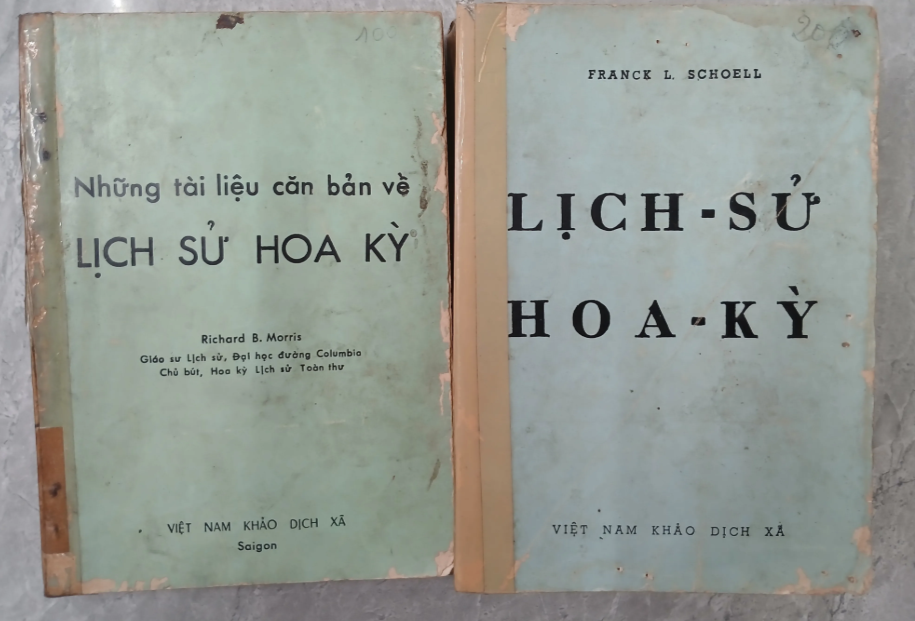 Những tài liệu căn bản về
LỊCH SỬ HOA KỲ
Richard B. Morris
Giáo sư Lịch sử, Đại học đường Columbia
Chủ bút, Hoa kỳ Lịch sử Toàn thư
VIỆT NAM KHẢO DỊCH XÃ
Saigon
FRANCK L. SCHOELL
LỊCH-SỬ
HOA-KỲ
VIỆT NAM KHẢO DỊCH XÃ